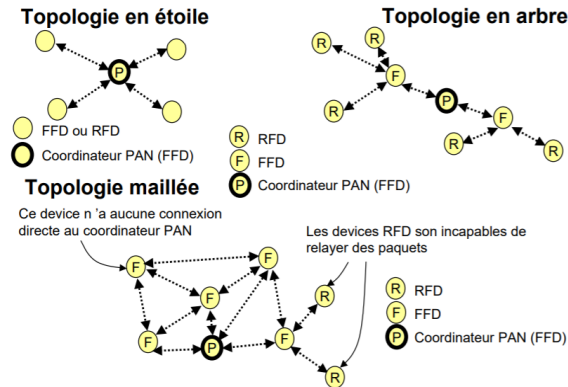 Topologie en étoile
P
FFD ou RFD
P Coordinateur PAN (FFD)
Topologie en arbre
R
R
F
P
R
F
R
R
R RFD
F FFD
P Coordinateur PAN (FFD)
Topologie maillée
Ce device n 'a aucune connexion
directe au coordinateur PAN
Les devices RFD sont incapables de
relayer des paquets
F
F
F
R
F
F
P
R
R RFD
F FFD
P Coordinateur PAN (FFD)